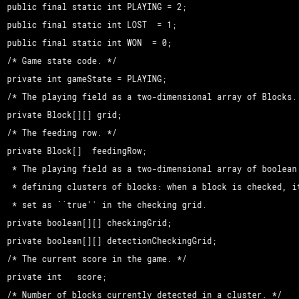 public final static int PLAYING = 2;
public final static int LOST  = 1;
public final static int WON  = 0;
/* Game state code. */
private int gameState = PLAYING;
/* The playing field as a two-dimensional array of Blocks.
private Block[][] grid;
/* The feeding row. */
private Block[]  feedingRow;
* The playing field as a two-dimensional array of boolean
* defining clusters of blocks: when a block is checked, it
* set as ``true'' in the checking grid.
private boolean[][] checkingGrid;
private boolean[][] detectionCheckingGrid;
/* The current score in the game. */
private int   score;
/* Number of blocks currently detected in a cluster. */